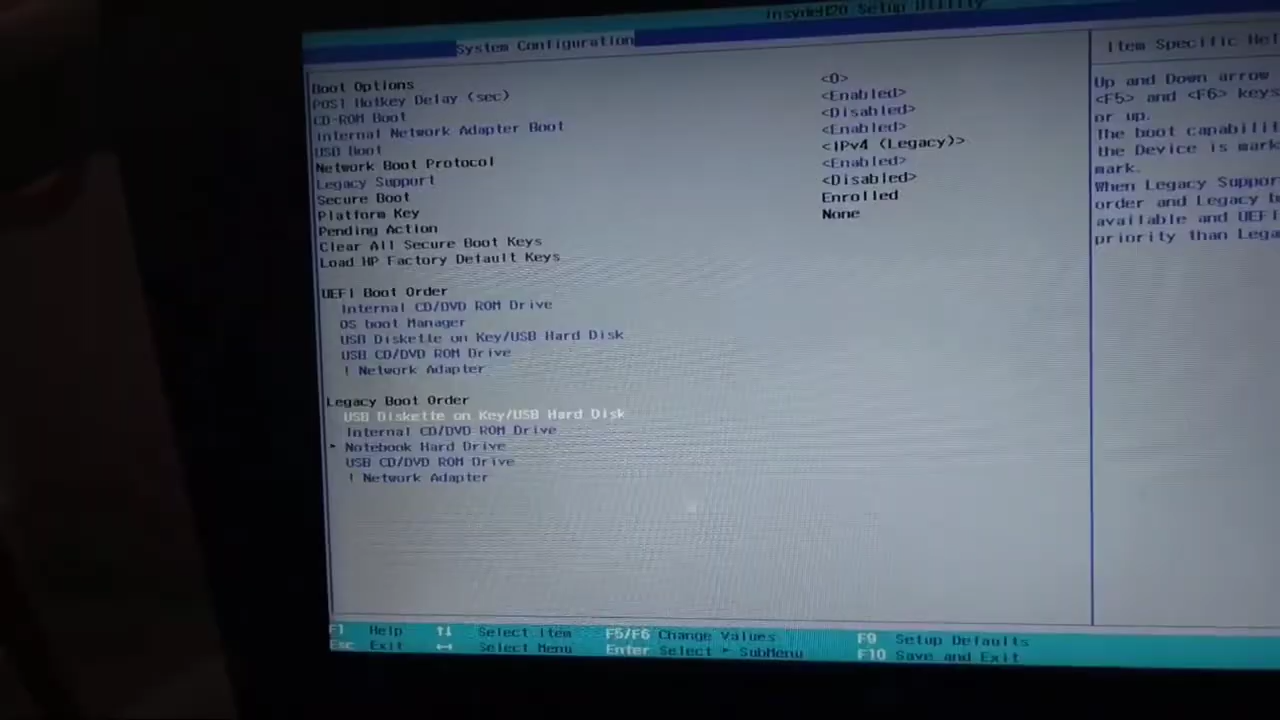 InsydeH20 Setup Utility
System Configuration
Item Specific Hel
Boot Options
POST Hotkey Delay (sec) <0>
CD-ROM Boot <Enabled>
Internal Network Adapter Boot <Disabled>
USB Boot <Enabled>
Network Boot Protocol <IPv4 (Legacy)>
Legacy Support <Enabled>
Secure Boot <Disabled>
Platform Key Enrolled
Pending Action None
Clear All Secure Boot Keys
Load HP Factory Default Keys
UEFI Boot Order
Internal CD/DVD ROM Drive
OS boot Manager
USB Diskette on Key/USB Hard Disk
USB CD/DVD ROM Drive
! Network Adapter
Legacy Boot Order
USB Diskette on Key/USB Hard Disk
Internal CD/DVD ROM Drive
Notebook Hard Drive
USB CD/DVD ROM Drive
! Network Adapter
Up and Down arrow
<F5> and <F6> keys
or up.
The boot capabilit
the Device is mark
mark.
When Legacy Suppor
order and Legacy b
available and UEFI
priority than Lega
F1 Help ↑↓ Select Item F5/F6 Change Values F9 Setup Defaults
Esc Exit ↔ Select Menu Enter Select ▸ SubMenu F10 Save and Exit